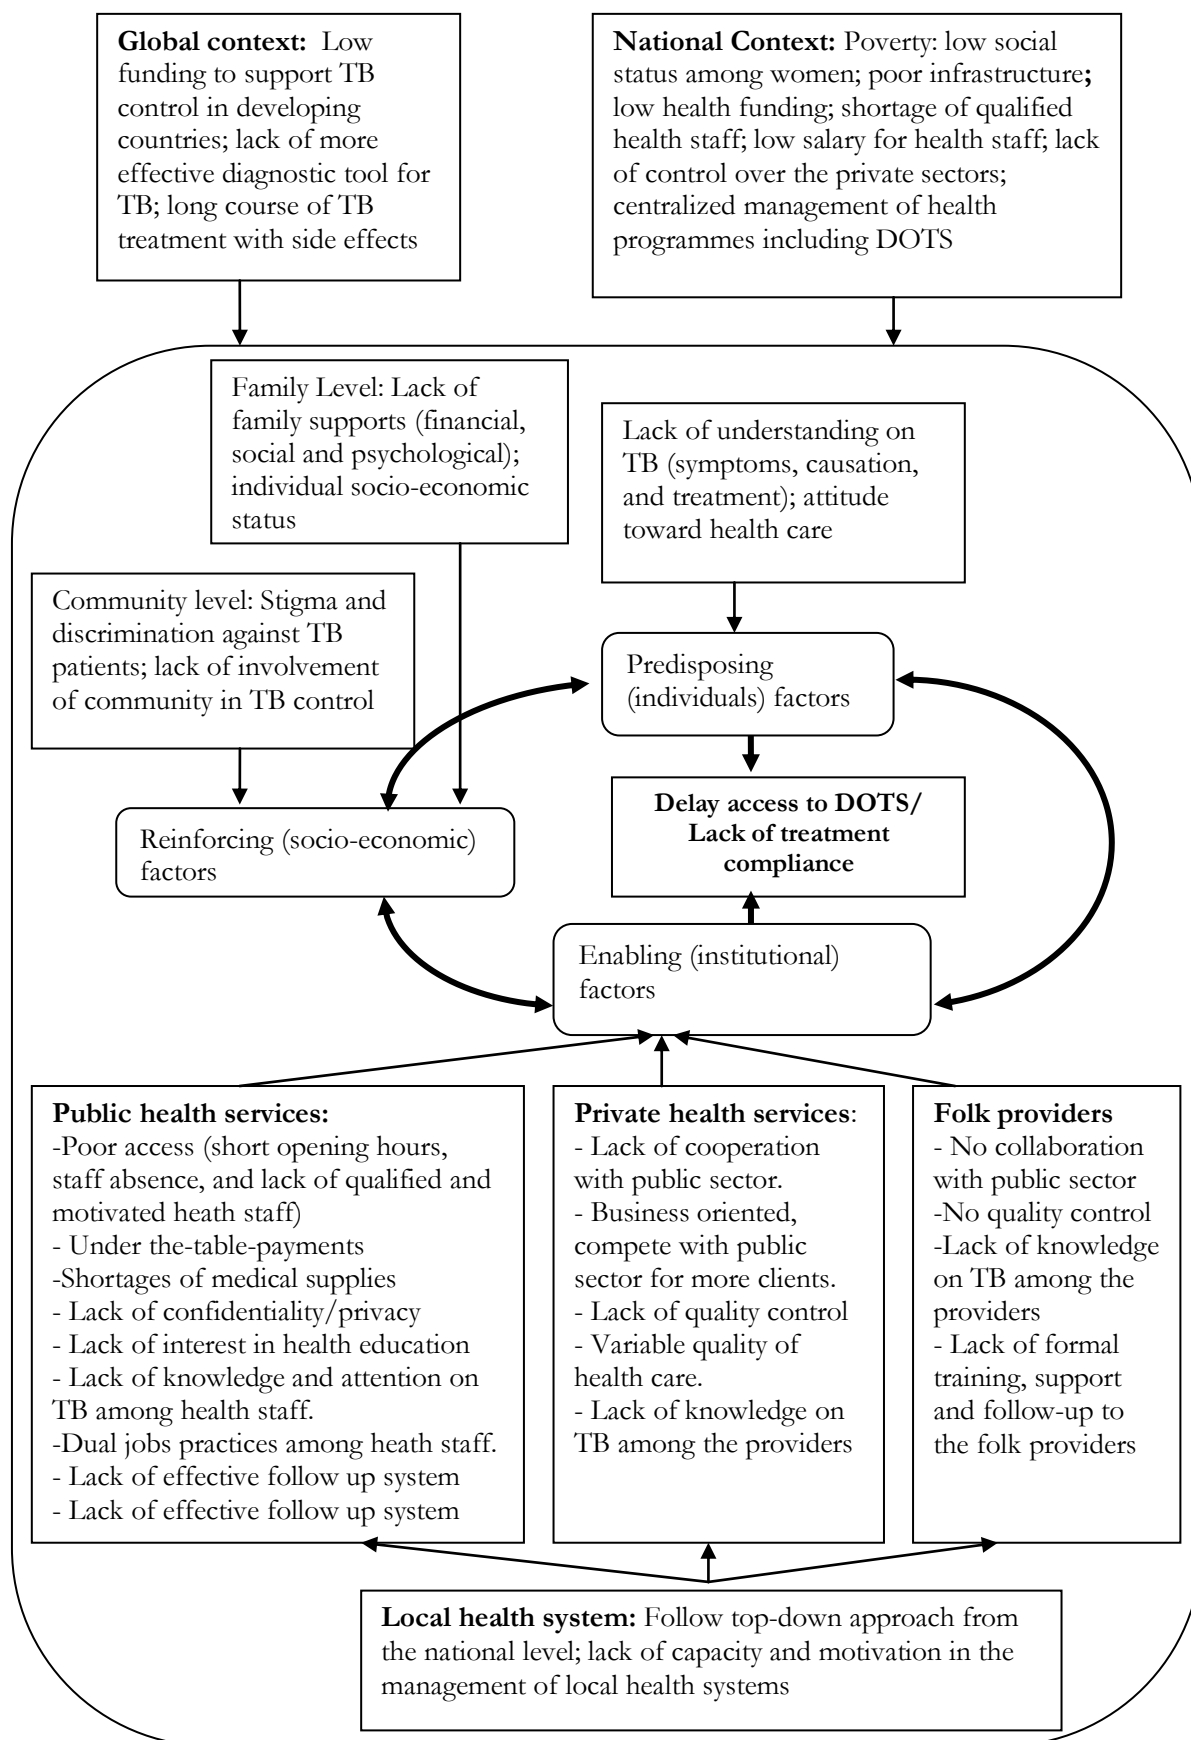 Global context: Low
funding to support TB
control in developing
countries; lack of more
effective diagnostic tool for
TB; long course of TB
treatment with side effects
National Context: Poverty: low social
status among women; poor infrastructure;
low health funding; shortage of qualified
health staff; low salary for health staff; lack
of control over the private sectors;
centralized management of health
programmes including DOTS
Family Level: Lack of
family supports (financial,
social and psychological);
individual socio-economic
status
Lack of understanding on
TB (symptoms, causation,
and treatment); attitude
toward health care
Community level: Stigma and
discrimination against TB
patients; lack of involvement
of community in TB control
Predisposing
(individuals) factors
Delay access to DOTS/
Lack of treatment
compliance
Reinforcing (socio-economic)
factors
Enabling (institutional)
factors
Public health services:
-Poor access (short opening hours,
staff absence, and lack of qualified and
motivated heath staff)
- Under the-table-payments
-Shortages of medical supplies
- Lack of confidentiality/privacy
- Lack of interest in health education
- Lack of knowledge and attention on
TB among health staff.
-Dual jobs practices among heath staff.
- Lack of effective follow up system
- Lack of effective follow up system
Private health services:
- Lack of cooperation
with public sector.
- Business oriented,
compete with public
sector for more clients.
- Lack of quality control
- Variable quality of
health care.
- Lack of knowledge on
TB among the providers
Folk providers
- No collaboration
with public sector
-No quality control
-Lack of knowledge
on TB among the
providers
- Lack of formal
training, support
and follow-up to
the folk providers
Local health system: Follow top-down approach from
the national level; lack of capacity and motivation in the
management of local health systems